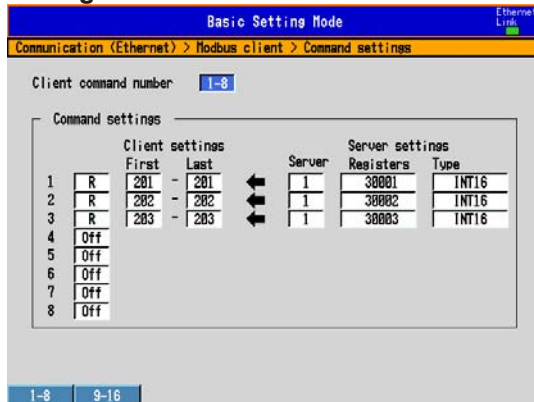 Basic Setting Mode
Ethernet
Link
Communication (Ethernet) > Modbus client > Command settings
Client command number 1-8
Command settings
Client settings Server settings
First Last Server Registers Type
1 R 201 - 201 1 30001 INT16
2 R 202 - 202 1 30002 INT16
3 R 203 - 203 1 30003 INT16
4 Off
5 Off
6 Off
7 Off
8 Off
1-8 9-16